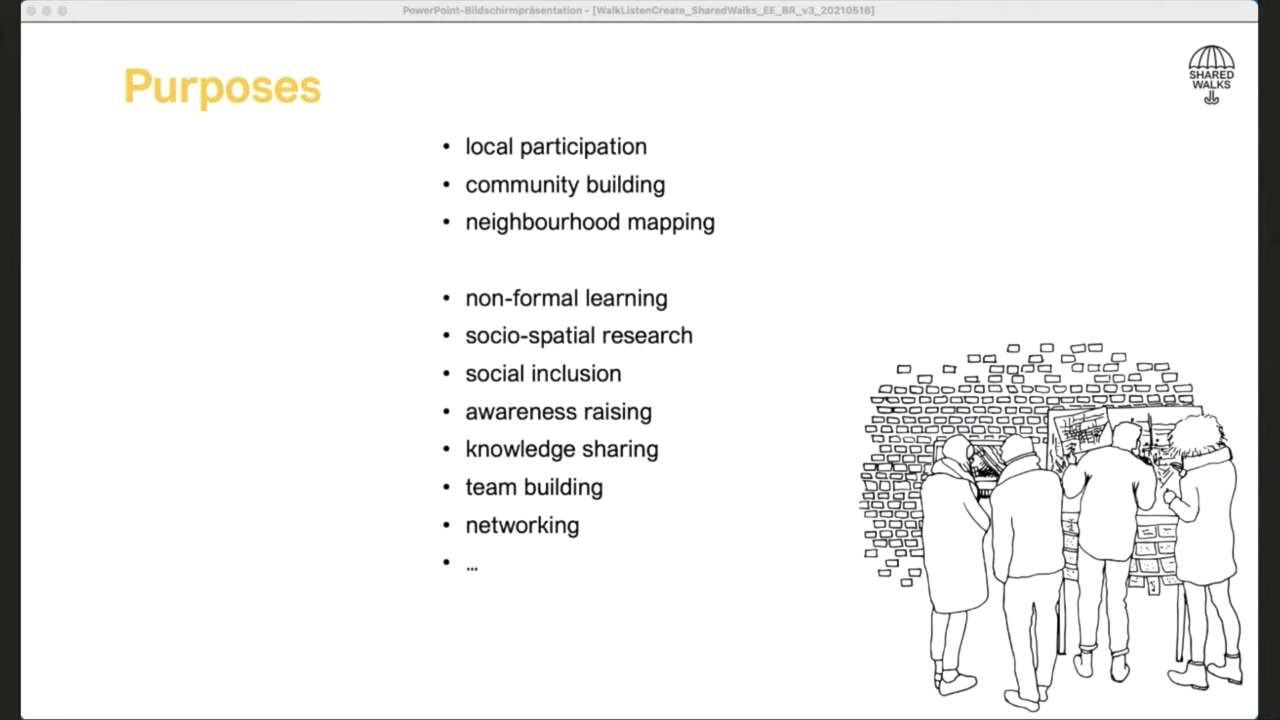 PowerPoint-Bildschirmpräsentation - [WalkListenCreate_SharedWalks_EE_BR_v3_20210516]
Purposes
SHARED
WALKS
• local participation
• community building
• neighbourhood mapping
• non-formal learning
• socio-spatial research
• social inclusion
• awareness raising
• knowledge sharing
• team building
• networking
• ...